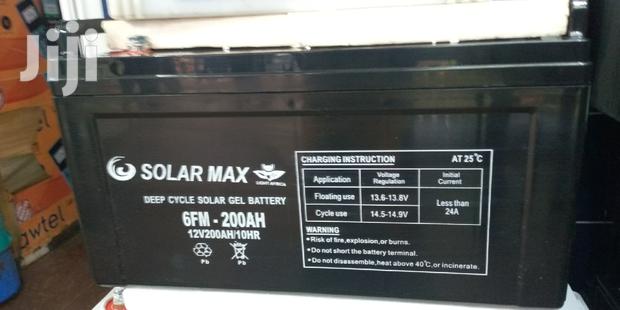 Jiji
SOLAR MAX
LIGHT AFRICA
DEEP CYCLE SOLAR GEL BATTERY
6FM - 200AH
12V200AH/10HR
Pb
Pb
CHARGING INSTRUCTION AT 25°C
Application Voltage Regulation Initial Current
Floating use 13.6-13.8V Less than 24A
Cycle use 14.5-14.9V
WARNING
• Risk of fire,explosion,or burns.
• Do not short the battery terminal.
• Do not disassemble,heat above 40°C,or incinerate.
awtel